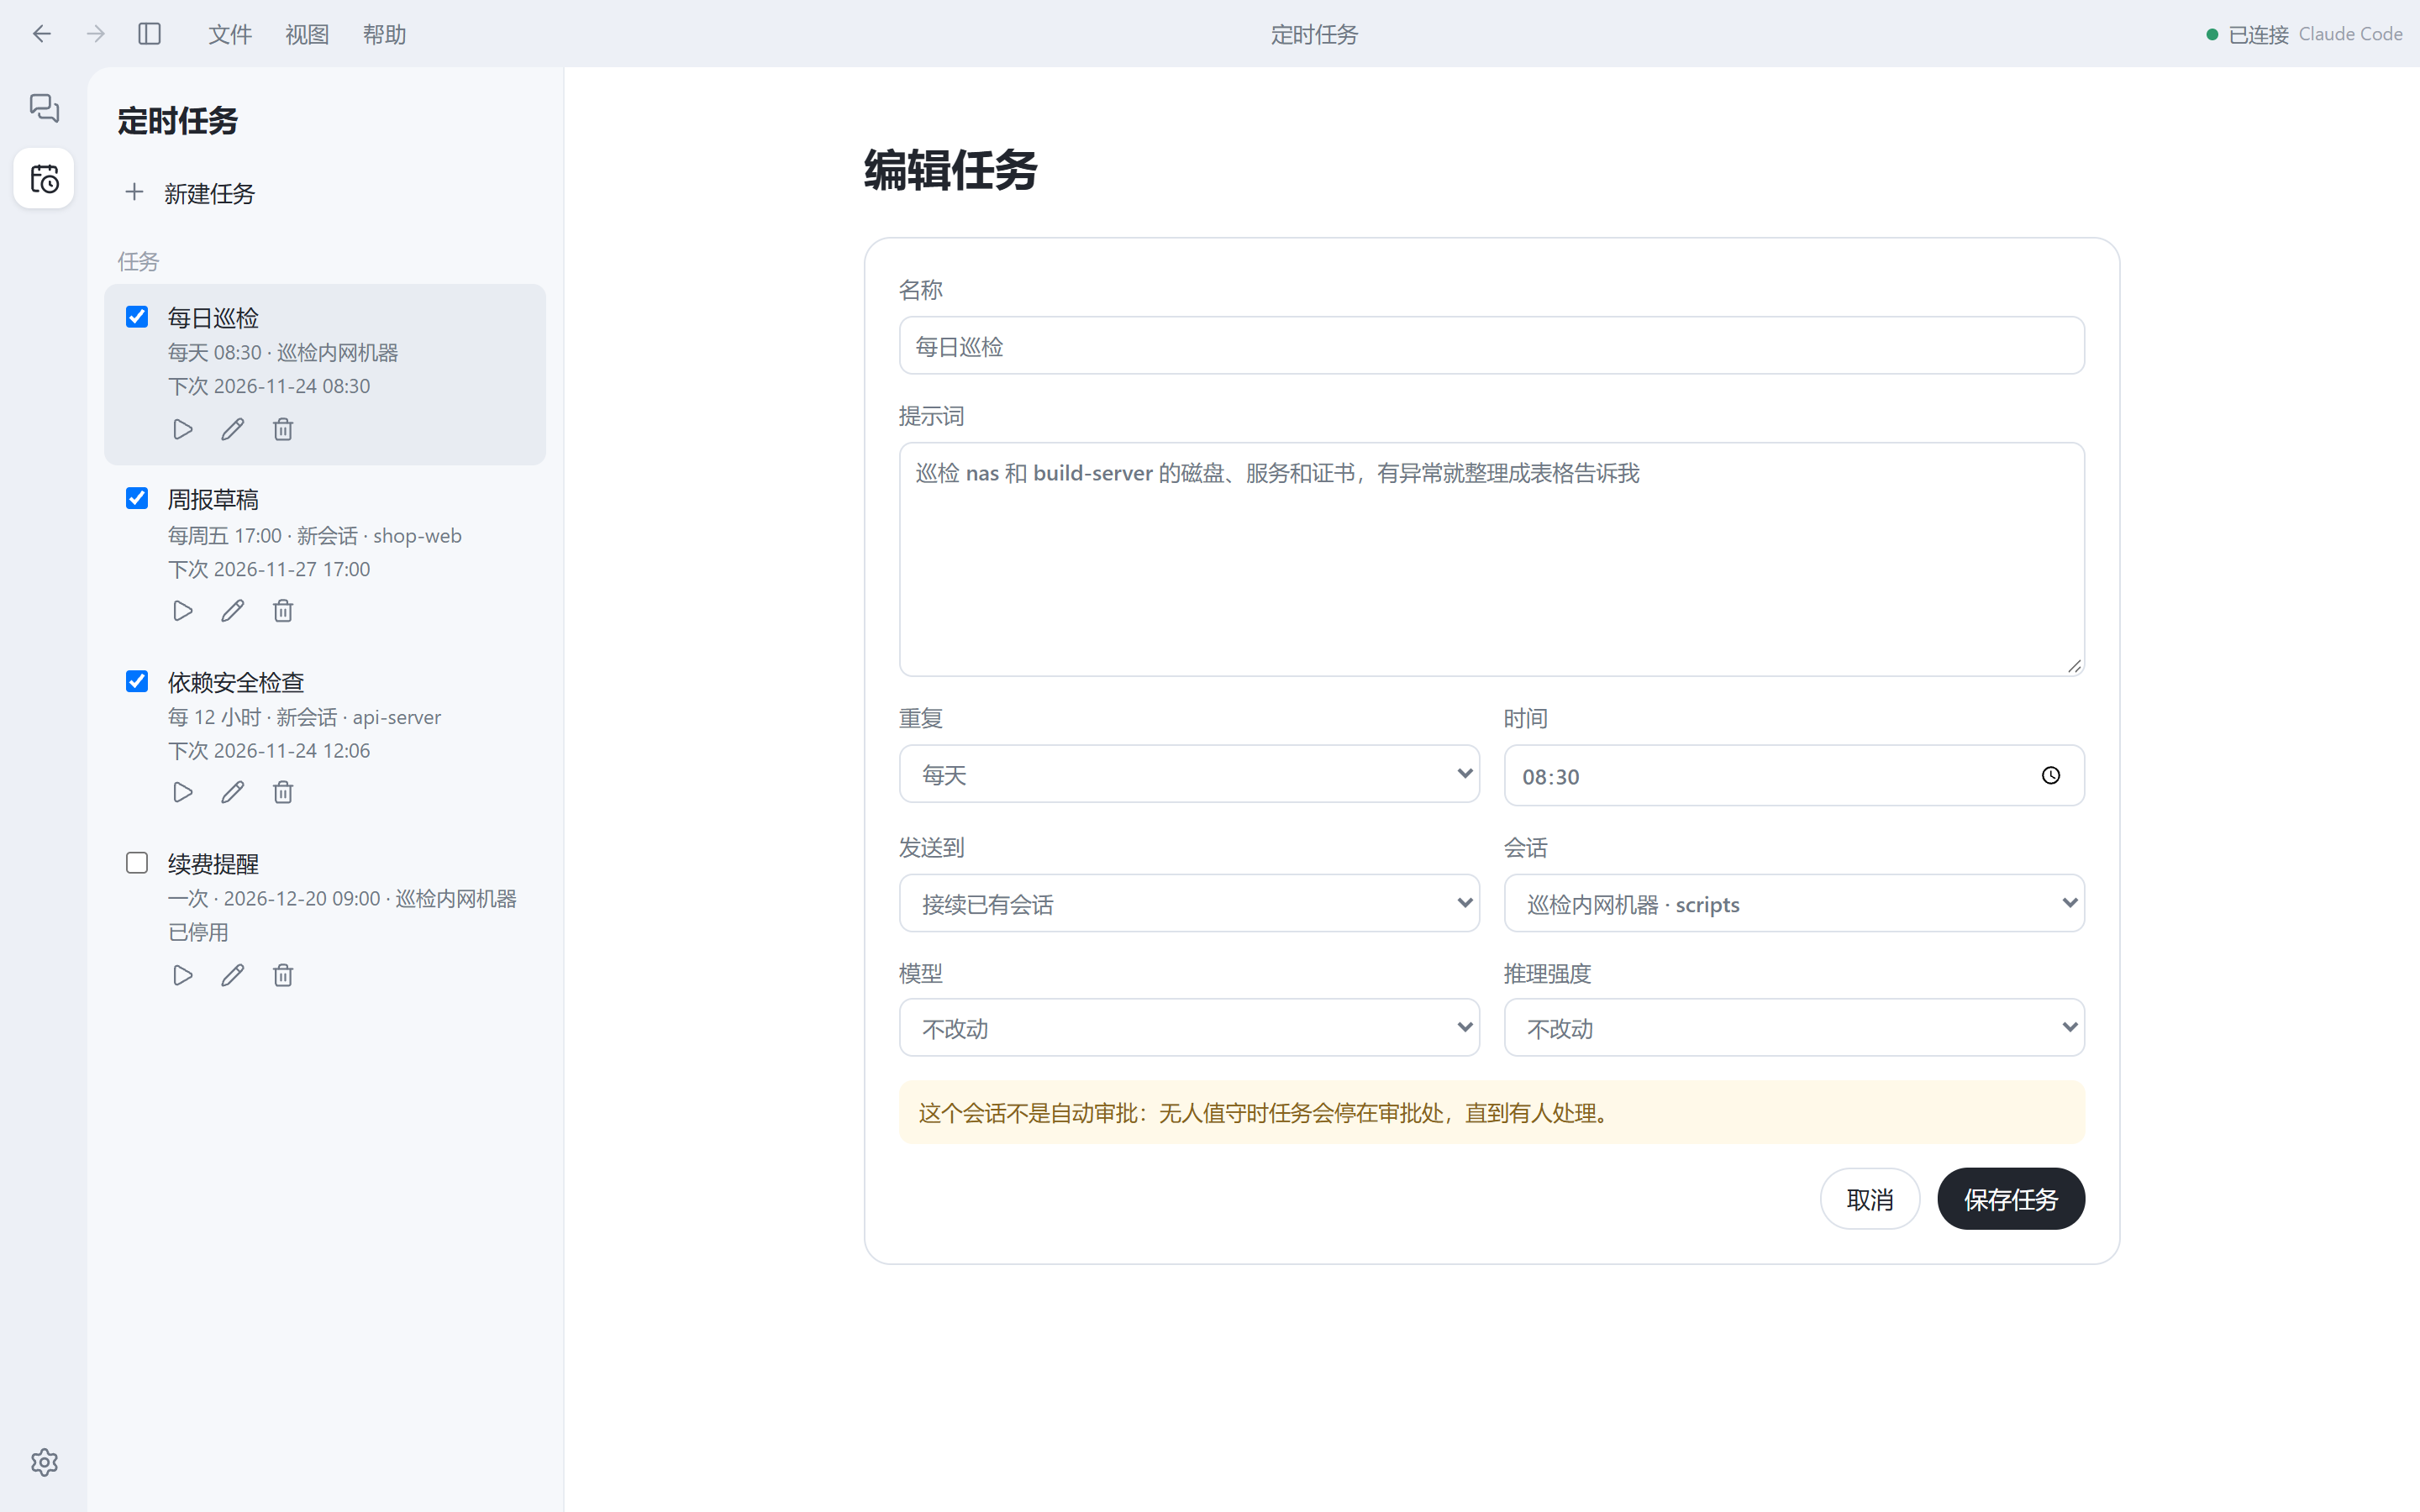 文件 视图 帮助
定时任务
已连接 Claude Code
定时任务
新建任务
任务
每日巡检
每天 08:30 · 巡检内网机器
下次 2026-11-24 08:30
周报草稿
每周五 17:00 · 新会话 · shop-web
下次 2026-11-27 17:00
依赖安全检查
每 12 小时 · 新会话 · api-server
下次 2026-11-24 12:06
续费提醒
一次 · 2026-12-20 09:00 · 巡检内网机器
已停用
编辑任务
名称
每日巡检
提示词
巡检 nas 和 build-server 的磁盘、服务和证书，有异常就整理成表格告诉我
重复 时间
每天 08:30
发送到 会话
接续已有会话 巡检内网机器 · scripts
模型 推理强度
不改动 不改动
这个会话不是自动审批：无人值守时任务会停在审批处，直到有人处理。
取消 保存任务